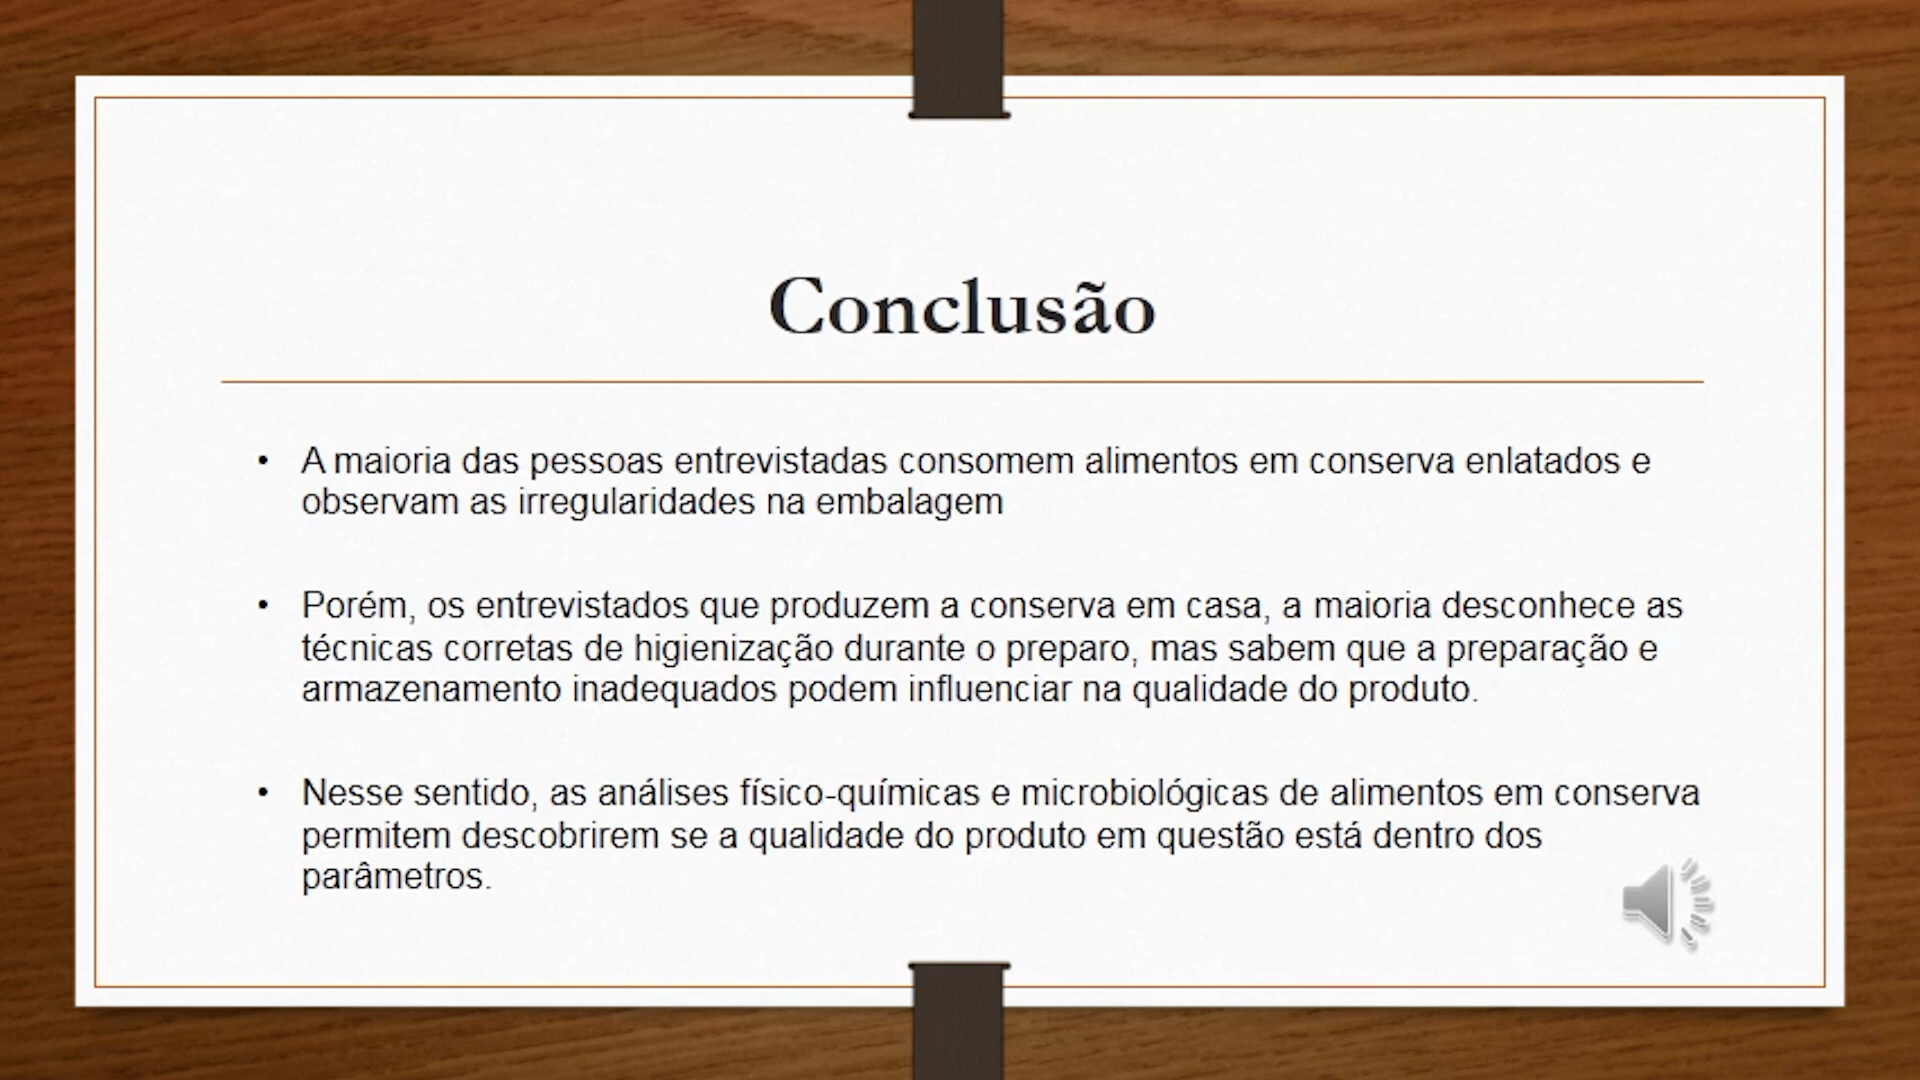 Conclusão
• A maioria das pessoas entrevistadas consomem alimentos em conserva enlatados e
observam as irregularidades na embalagem
• Porém, os entrevistados que produzem a conserva em casa, a maioria desconhece as
técnicas corretas de higienização durante o preparo, mas sabem que a preparação e
armazenamento inadequados podem influenciar na qualidade do produto.
• Nesse sentido, as análises físico-químicas e microbiológicas de alimentos em conserva
permitem descobrirem se a qualidade do produto em questão está dentro dos
parâmetros.